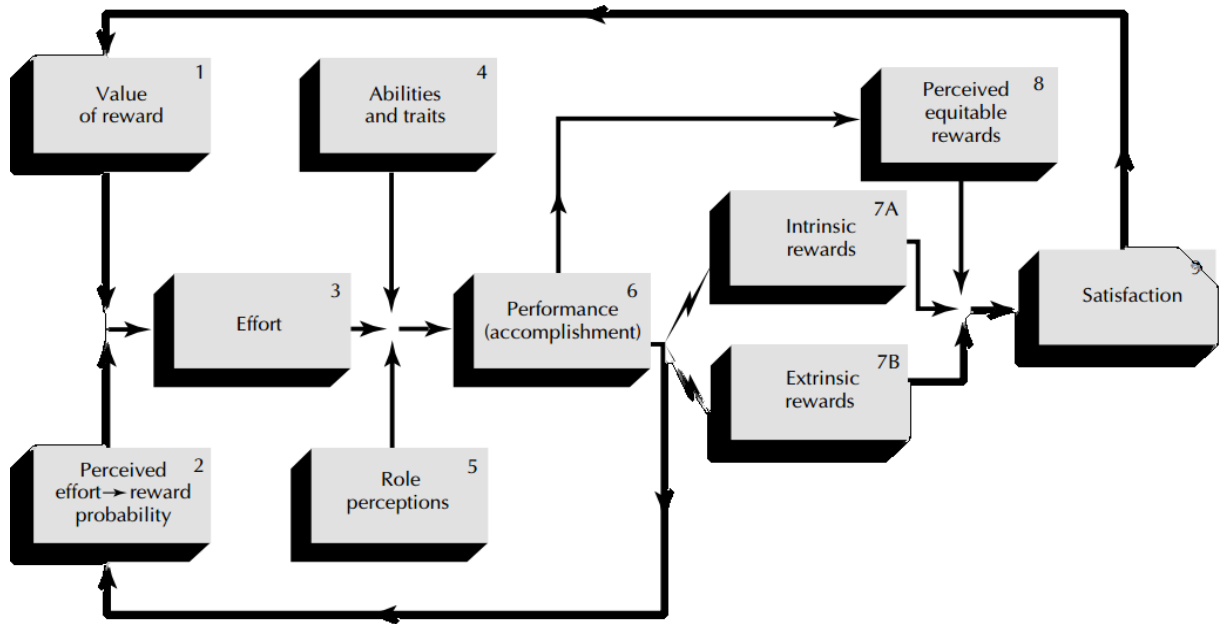 1
Value
of reward
4
Abilities
and traits
8
Perceived
equitable
rewards
7A
Intrinsic
rewards
3
Effort
6
Performance
(accomplishment)
9
Satisfaction
7B
Extrinsic
rewards
2
Perceived
effort→reward
probability
5
Role
perceptions